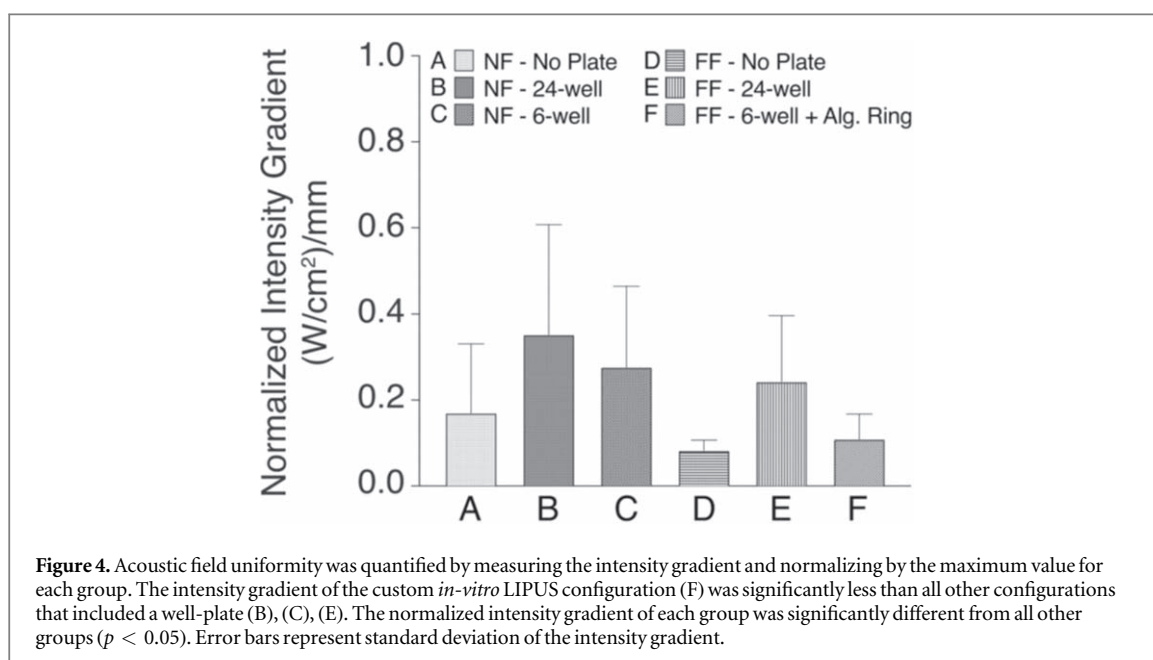 1.0
0.8
0.6
0.4
0.2
0.0
Normalized Intensity Gradient
(W/cm²)/mm
A NF - No Plate
B NF - 24-well
C NF - 6-well
D FF - No Plate
E FF - 24-well
F FF - 6-well + Alg. Ring
A B C D E F
Figure 4. Acoustic field uniformity was quantified by measuring the intensity gradient and normalizing by the maximum value for
each group. The intensity gradient of the custom in-vitro LIPUS configuration (F) was significantly less than all other configurations
that included a well-plate (B), (C), (E). The normalized intensity gradient of each group was significantly different from all other
groups (p < 0.05). Error bars represent standard deviation of the intensity gradient.